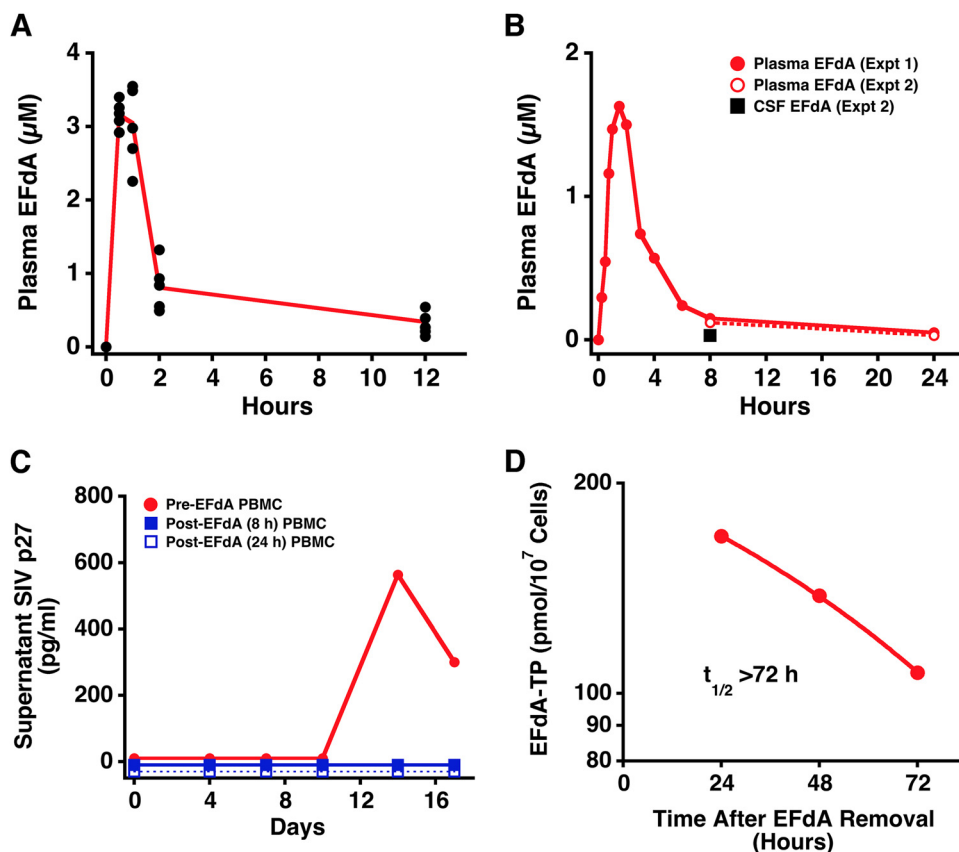 A
Plasma EFdA (µM)
4
3
2
1
0
0 2 4 6 8 10 12
Hours
B
Plasma EFdA (µM)
2
1
0
Plasma EFdA (Expt 1)
Plasma EFdA (Expt 2)
CSF EFdA (Expt 2)
0 4 8 12 16 20 24
Hours
C
Supernatant SIV p27
(pg/ml)
800
600
400
200
0
Pre-EFdA PBMC
Post-EFdA (8 h) PBMC
Post-EFdA (24 h) PBMC
0 4 8 12 16
Days
D
EFdA-TP (pmol/10⁷ Cells)
200
100
90
80
t₁/₂ >72 h
0 24 48 72
Time After EFdA Removal
(Hours)